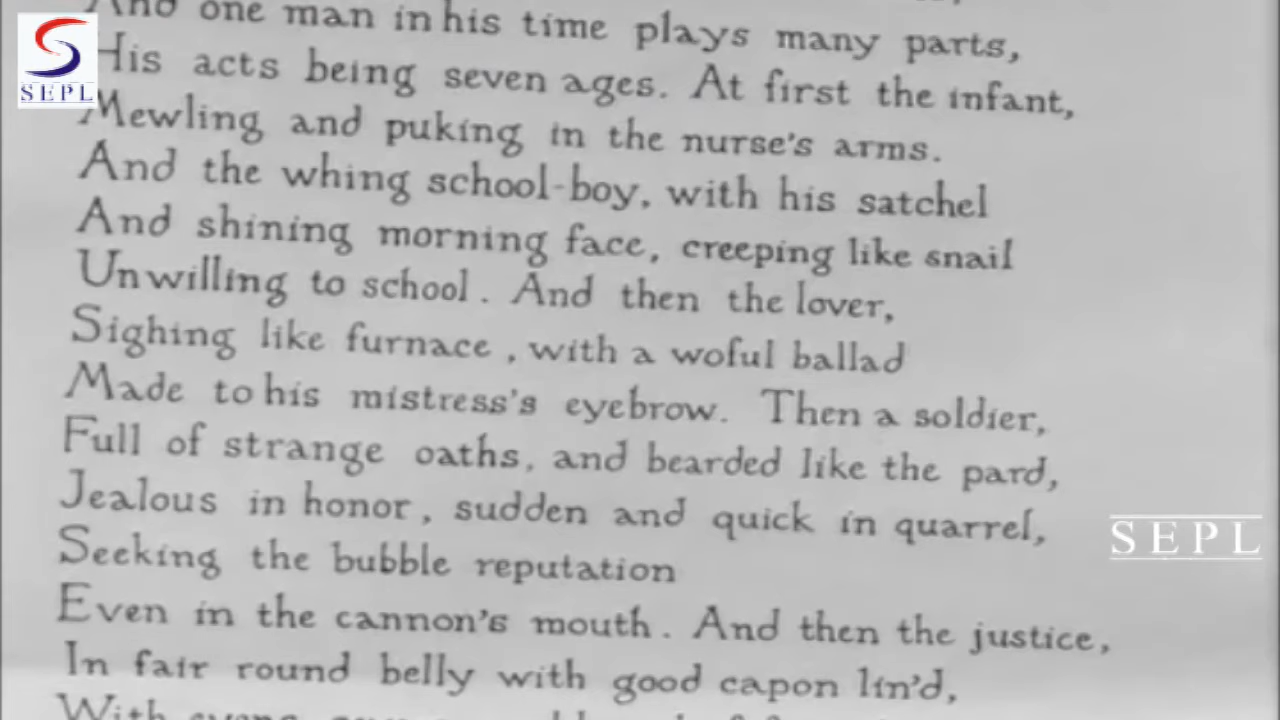 SEPL
And one man in his time plays many parts,
His acts being seven ages. At first the infant,
Mewling and puking in the nurse's arms.
And the whing school-boy, with his satchel
And shining morning face, creeping like snail
Unwilling to school. And then the lover,
Sighing like furnace, with a woful ballad
Made to his mistress's eyebrow. Then a soldier,
Full of strange oaths, and bearded like the pard,
Jealous in honor, sudden and quick in quarrel,
SEPL
Seeking the bubble reputation
Even in the cannon's mouth. And then the justice,
In fair round belly with good capon lin'd,
With